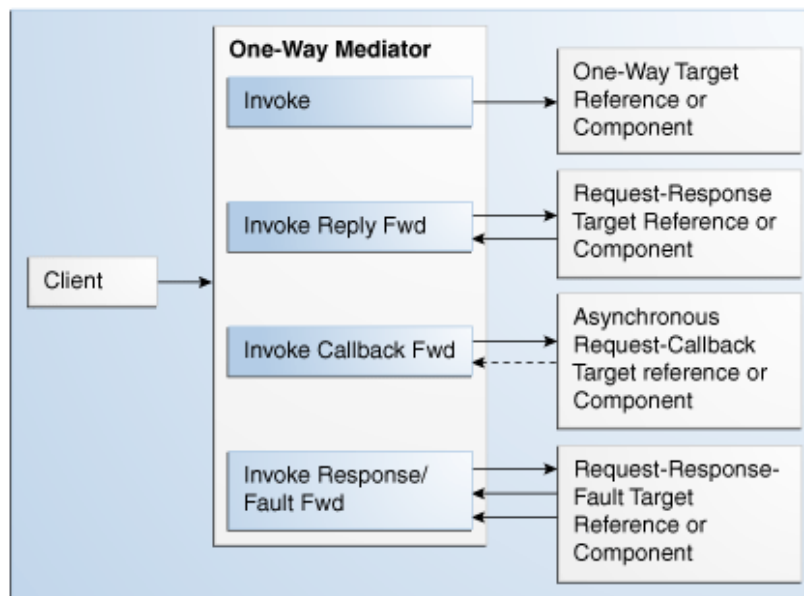 One-Way Mediator
Invoke
One-Way Target
Reference or
Component
Invoke Reply Fwd
Request-Response
Target Reference or
Component
Client
Invoke Callback Fwd
Asynchronous
Request-Callback
Target reference or
Component
Invoke Response/
Fault Fwd
Request-Response-
Fault Target
Reference or
Component